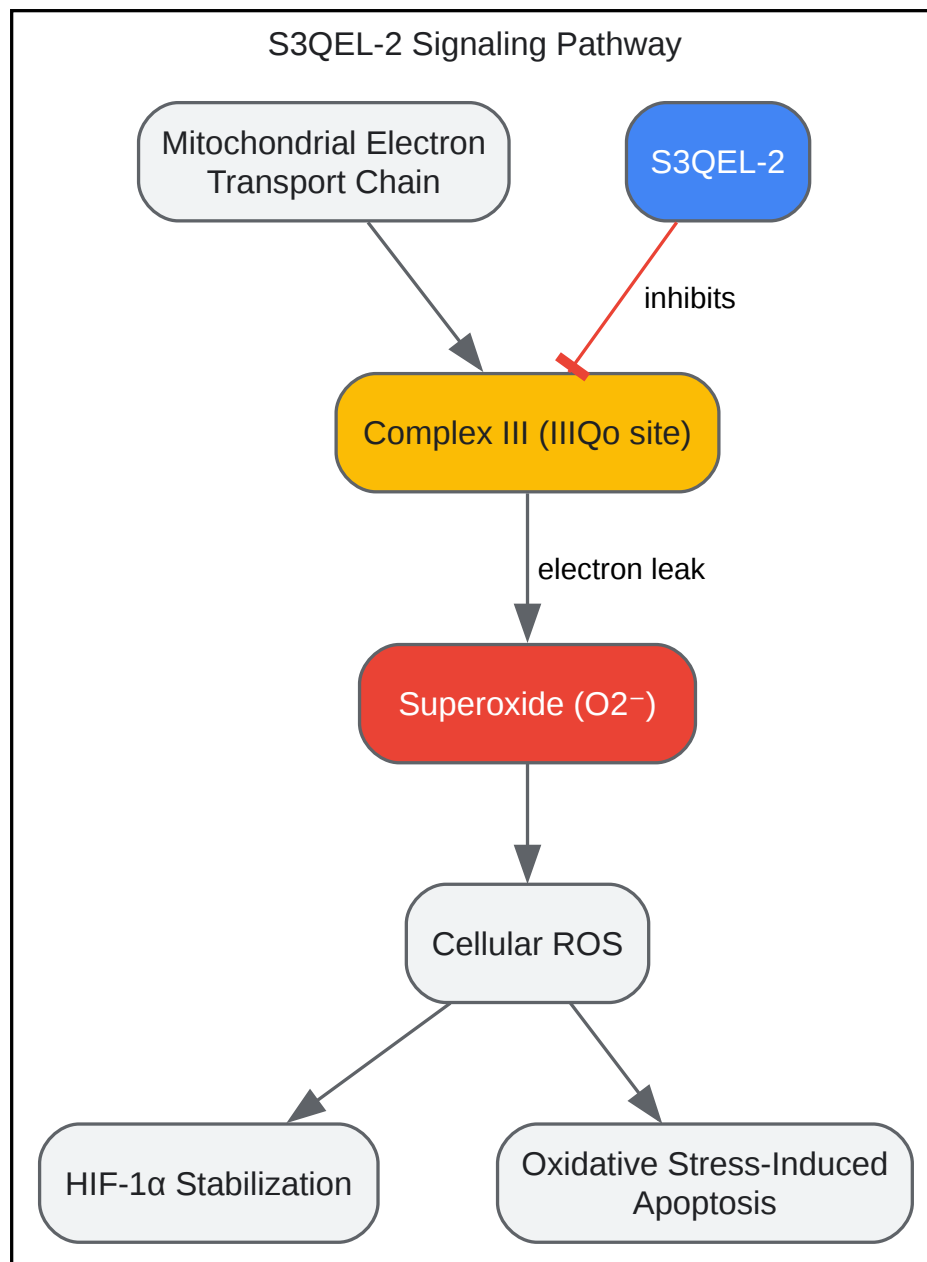 S3QEL-2 Signaling Pathway
Mitochondrial Electron
Transport Chain
S3QEL-2
inhibits
Complex III (IIIQo site)
electron leak
Superoxide (O2⁻)
Cellular ROS
HIF-1α Stabilization
Oxidative Stress-Induced
Apoptosis